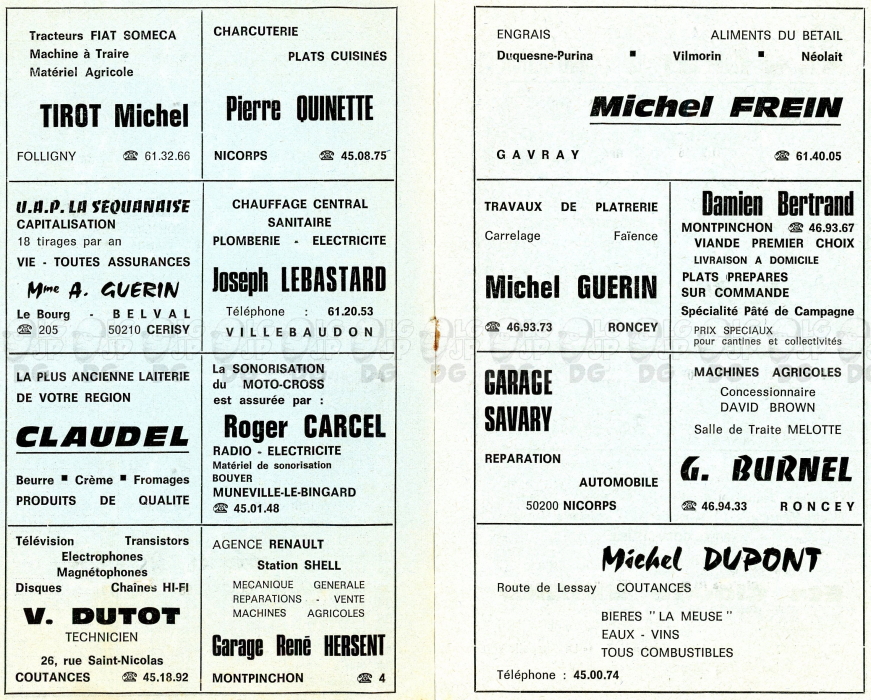 Tracteurs FIAT SOMECA
Machine à Traire
Matériel Agricole
TIROT Michel
FOLLIGNY ☎ 61.32.66
CHARCUTERIE
PLATS CUISINÉS
Pierre QUINETTE
NICORPS ☎ 45.08.75
U.A.P. LA SEQUANAISE
CAPITALISATION
18 tirages par an
VIE - TOUTES ASSURANCES
Mme A. GUERIN
Le Bourg - BELVAL
☎ 205 50210 CERISY
CHAUFFAGE CENTRAL
SANITAIRE
PLOMBERIE - ELECTRICITE
Joseph LEBASTARD
Téléphone : 61.20.53
VILLEBAUDON
LA PLUS ANCIENNE LAITERIE
DE VOTRE REGION
CLAUDEL
Beurre ■ Crème ■ Fromages
PRODUITS DE QUALITE
La SONORISATION
du MOTO-CROSS
est assurée par :
Roger CARCEL
RADIO - ELECTRICITE
Matériel de sonorisation
BOUYER
MUNEVILLE-LE-BINGARD
☎ 45.01.48
Télévision Transistors
Electrophones
Magnétophones
Disques Chaînes HI-FI
V. DUTOT
TECHNICIEN
26, rue Saint-Nicolas
COUTANCES ☎ 45.18.92
AGENCE RENAULT
Station SHELL
MECANIQUE GENERALE
REPARATIONS - VENTE
MACHINES AGRICOLES
Garage René HERSENT
MONTPINCHON ☎ 4
ENGRAIS ALIMENTS DU BETAIL
Duquesne-Purina ■ Vilmorin ■ Néolait
Michel FREIN
GAVRAY ☎ 61.40.05
TRAVAUX DE PLATRERIE
Carrelage Faïence
Michel GUERIN
☎ 46.93.73 RONCEY
Damien Bertrand
MONTPINCHON ☎ 46.93.67
VIANDE PREMIER CHOIX
LIVRAISON A DOMICILE
PLATS PREPARES
SUR COMMANDE
Spécialité Pâté de Campagne
PRIX SPECIAUX
pour cantines et collectivités
GARAGE
SAVARY
REPARATION
AUTOMOBILE
50200 NICORPS
MACHINES AGRICOLES
Concessionnaire
DAVID BROWN
Salle de Traite MELOTTE
G. BURNEL
☎ 46.94.33 RONCEY
Michel DUPONT
Route de Lessay COUTANCES
BIERES " LA MEUSE "
EAUX - VINS
TOUS COMBUSTIBLES
Téléphone : 45.00.74